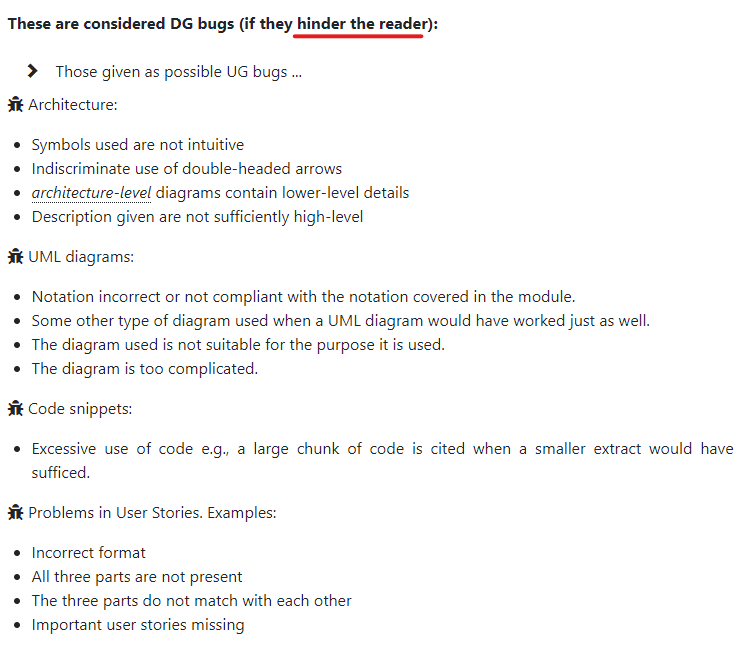 These are considered DG bugs (if they hinder the reader):
Those given as possible UG bugs ...
Architecture:
Symbols used are not intuitive
Indiscriminate use of double-headed arrows
architecture-level diagrams contain lower-level details
Description given are not sufficiently high-level
UML diagrams:
Notation incorrect or not compliant with the notation covered in the module.
Some other type of diagram used when a UML diagram would have worked just as well.
The diagram used is not suitable for the purpose it is used.
The diagram is too complicated.
Code snippets:
Excessive use of code e.g., a large chunk of code is cited when a smaller extract would have
sufficed.
Problems in User Stories. Examples:
Incorrect format
All three parts are not present
The three parts do not match with each other
Important user stories missing